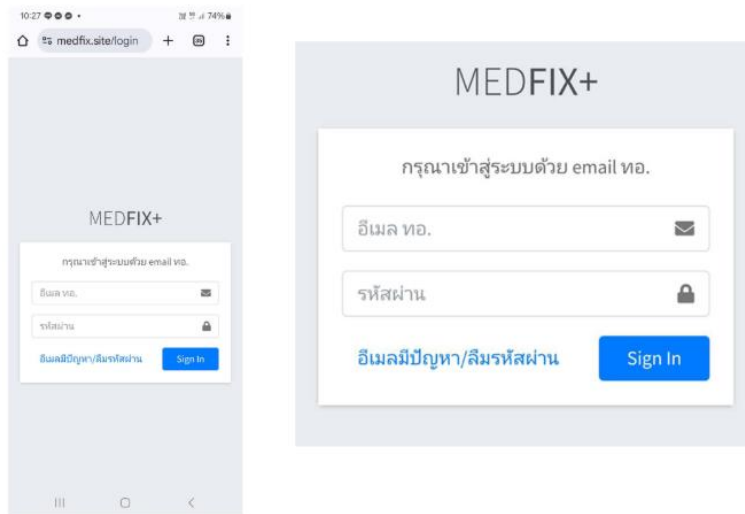 10:27
74%
medfix.site/login
MEDFIX+
กรุณาเข้าสู่ระบบด้วย email ทอ.
อีเมล ทอ.
รหัสผ่าน
อีเมลมีปัญหา/ลืมรหัสผ่าน Sign In
MEDFIX+
กรุณาเข้าสู่ระบบด้วย email ทอ.
อีเมล ทอ.
รหัสผ่าน
อีเมลมีปัญหา/ลืมรหัสผ่าน Sign In